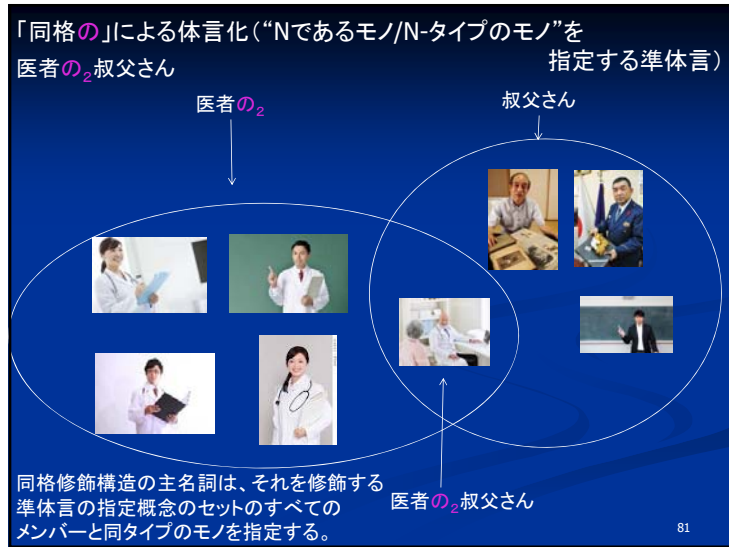 「同格の」による体言化(“Nであるモノ/N-タイプのモノ”を
指定する準体言)
医者の₂叔父さん
医者の₂
叔父さん
医者の₂叔父さん
同格修飾構造の主名詞は、それを修飾する
準体言の指定概念のセットのすべての
メンバーと同タイプのモノを指定する。
81